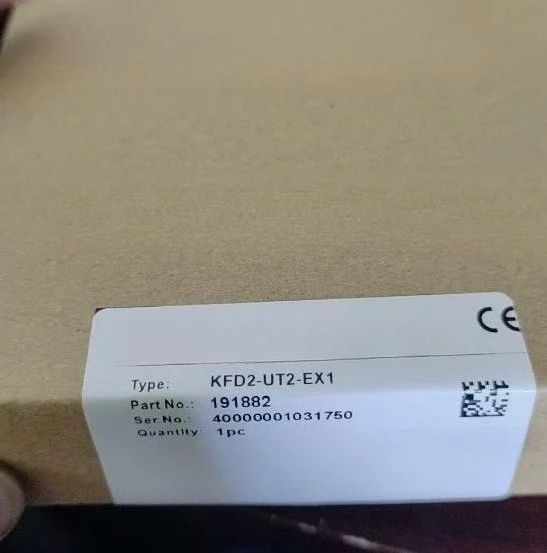 CE
Type: KFD2-UT2-EX1
Part No.: 191882
Ser.No.: 40000001031750
Quantity: 1pc